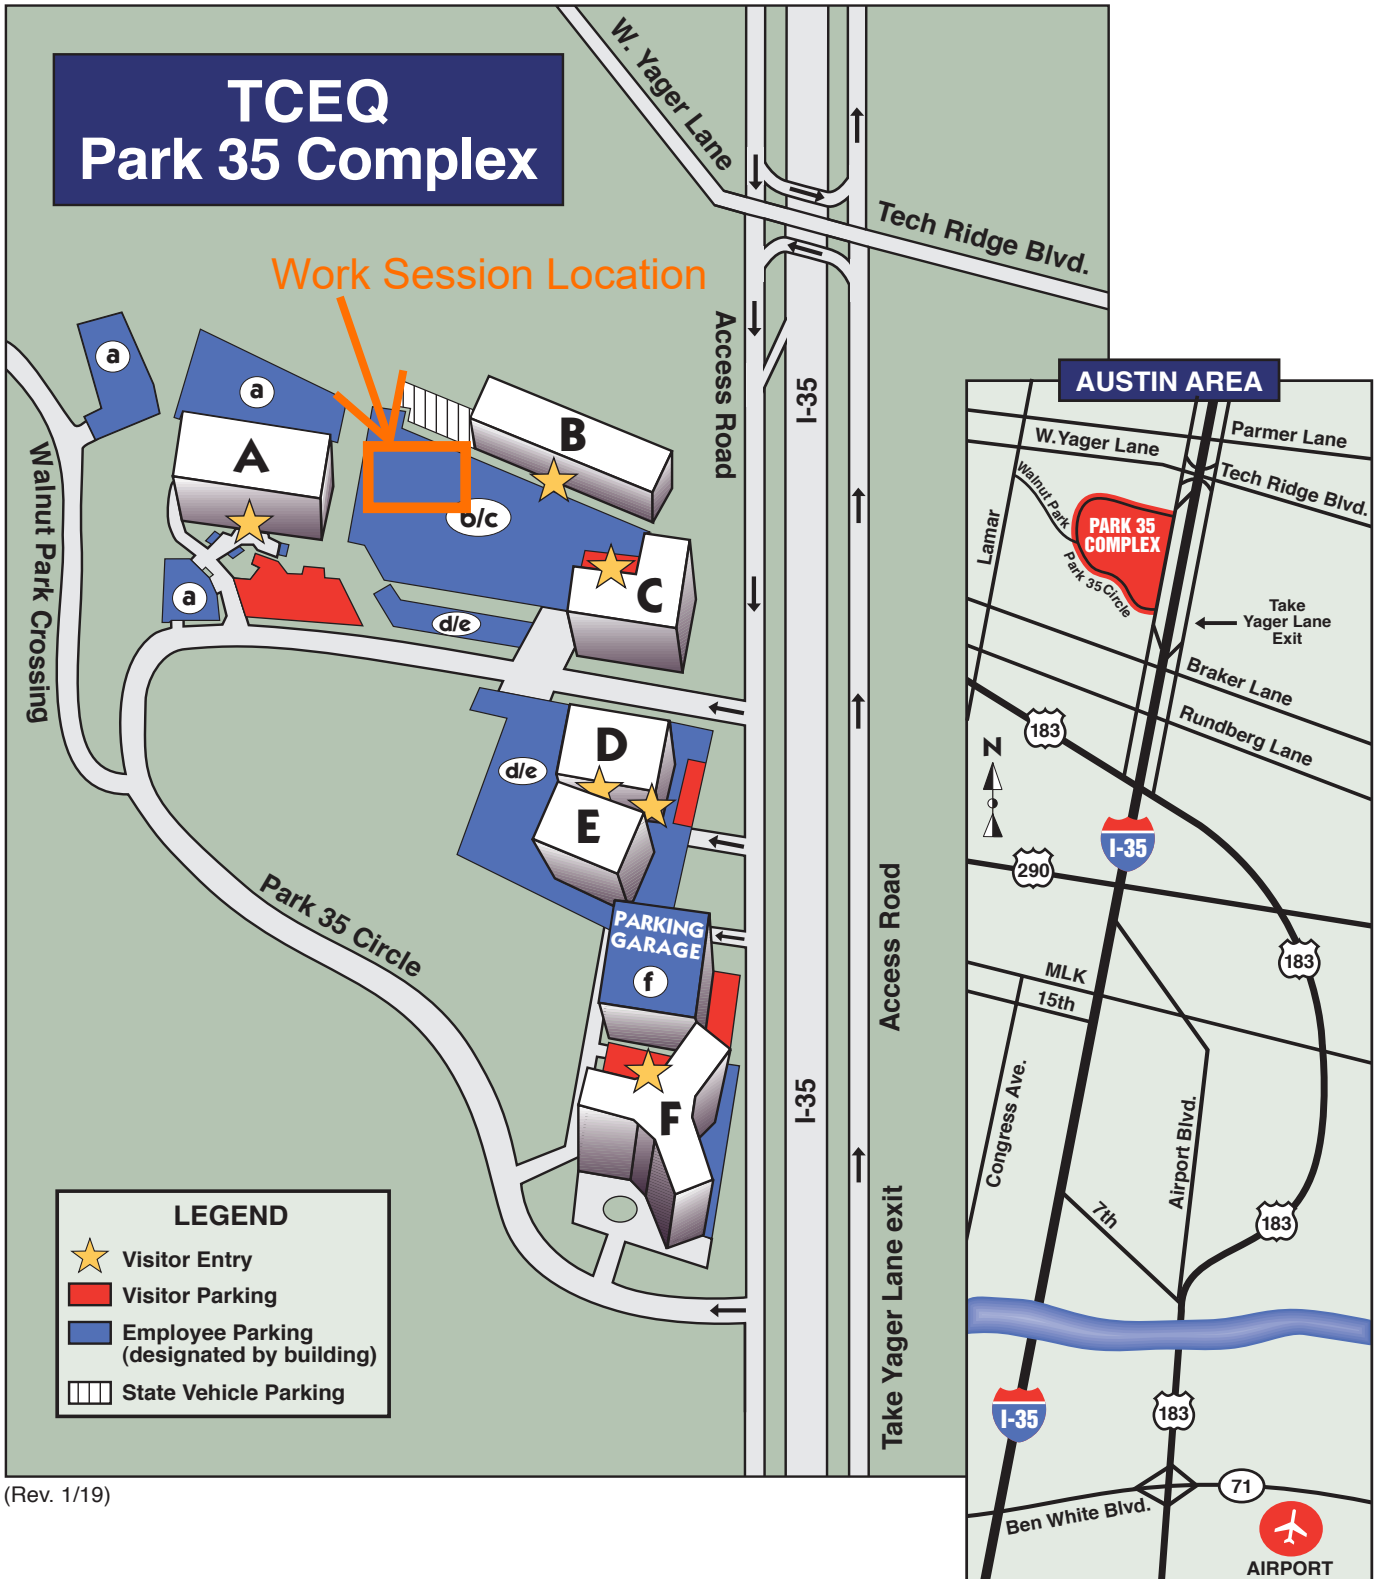 TCEQ
Park 35 Complex
W. Yager Lane
Tech Ridge Blvd.
Work Session Location
Access Road
I-35
a
a
A
B
b/c
C
a
d/e
Walnut Park Crossing
D
d/e
E
Park 35 Circle
PARKING
GARAGE
f
F
Access Road
I-35
Take Yager Lane exit
LEGEND
Visitor Entry
Visitor Parking
Employee Parking
(designated by building)
State Vehicle Parking
(Rev. 1/19)
AUSTIN AREA
Parmer Lane
W.Yager Lane
Tech Ridge Blvd.
Walnut Park
PARK 35
COMPLEX
Lamar
Park 35 Circle
Take
Yager Lane
Exit
Braker Lane
Rundberg Lane
183
N
I-35
290
183
MLK
15th
Congress Ave.
Airport Blvd.
7th
183
I-35
183
71
Ben White Blvd.
AIRPORT